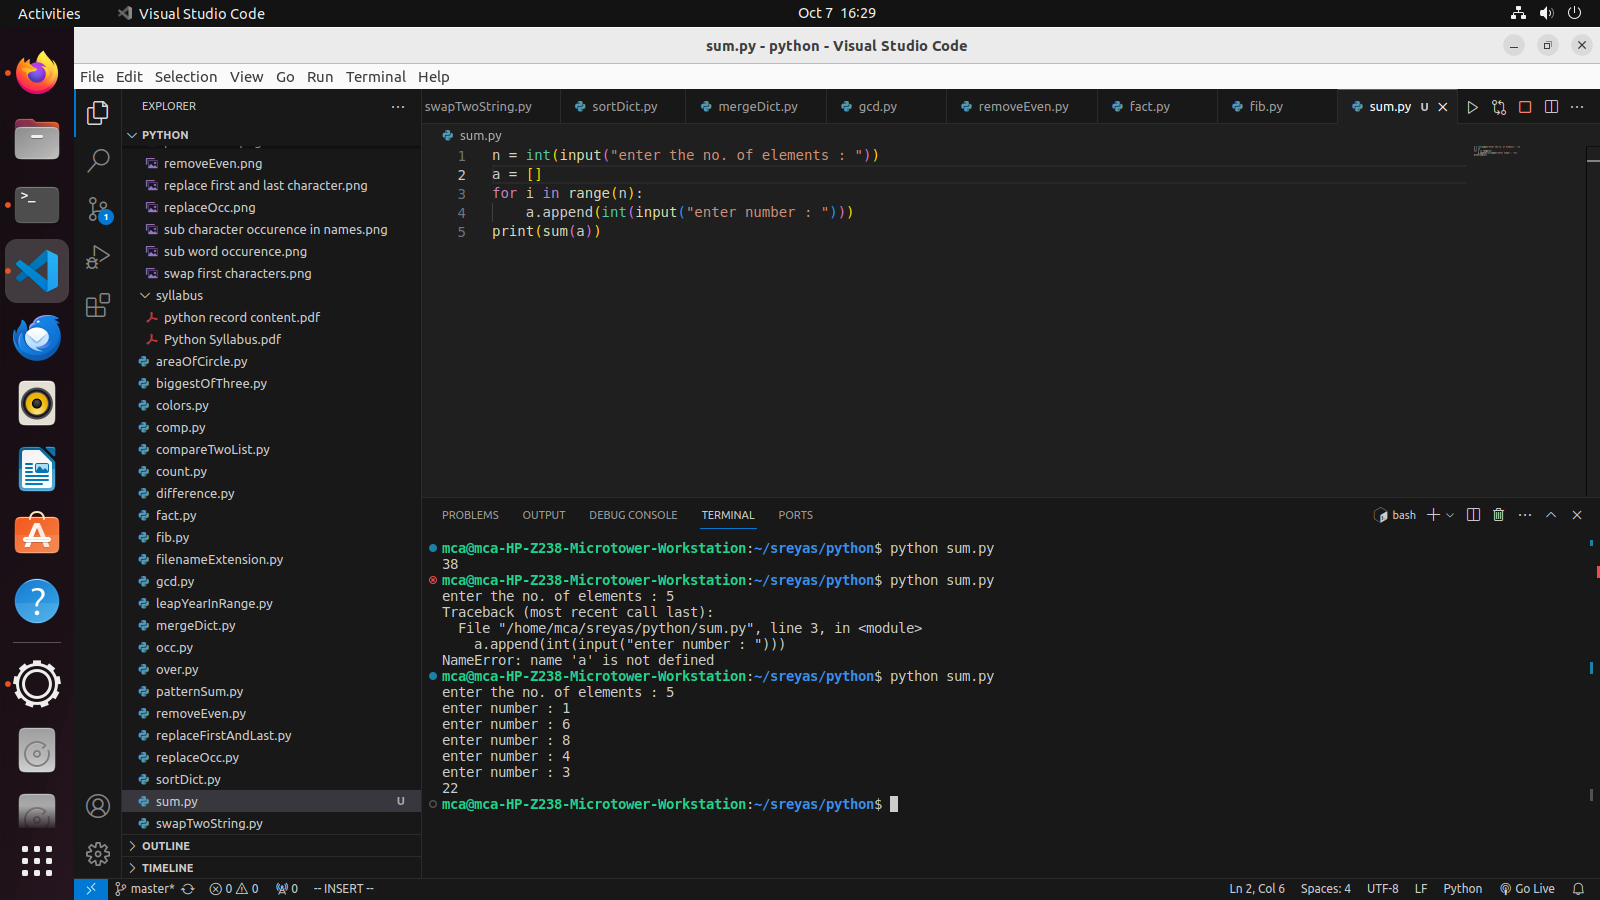 Activities
Visual Studio Code
Oct 7 16:29
sum.py - python - Visual Studio Code
File Edit Selection View Go Run Terminal Help
EXPLORER
PYTHON
removeEven.png
replace first and last character.png
replaceOcc.png
sub character occurence in names.png
sub word occurence.png
swap first characters.png
syllabus
python record content.pdf
Python Syllabus.pdf
areaOfCircle.py
biggestOfThree.py
colors.py
comp.py
compareTwoList.py
count.py
difference.py
fact.py
fib.py
filenameExtension.py
gcd.py
leapYearInRange.py
mergeDict.py
occ.py
over.py
patternSum.py
removeEven.py
replaceFirstAndLast.py
replaceOcc.py
sortDict.py
sum.py U
swapTwoString.py
OUTLINE
TIMELINE
1
swapTwoString.py sortDict.py mergeDict.py gcd.py removeEven.py fact.py fib.py sum.py U
sum.py
1 n = int(input("enter the no. of elements : "))
2 a = []
3 for i in range(n):
4     a.append(int(input("enter number : ")))
5 print(sum(a))
PROBLEMS OUTPUT DEBUG CONSOLE TERMINAL PORTS
bash
mca@mca-HP-Z238-Microtower-Workstation:~/sreyas/python$ python sum.py
38
mca@mca-HP-Z238-Microtower-Workstation:~/sreyas/python$ python sum.py
enter the no. of elements : 5
Traceback (most recent call last):
  File "/home/mca/sreyas/python/sum.py", line 3, in <module>
    a.append(int(input("enter number : ")))
NameError: name 'a' is not defined
mca@mca-HP-Z238-Microtower-Workstation:~/sreyas/python$ python sum.py
enter the no. of elements : 5
enter number : 1
enter number : 6
enter number : 8
enter number : 4
enter number : 3
22
mca@mca-HP-Z238-Microtower-Workstation:~/sreyas/python$
master* 0 0 0 -- INSERT -- Ln 2, Col 6 Spaces: 4 UTF-8 LF Python Go Live